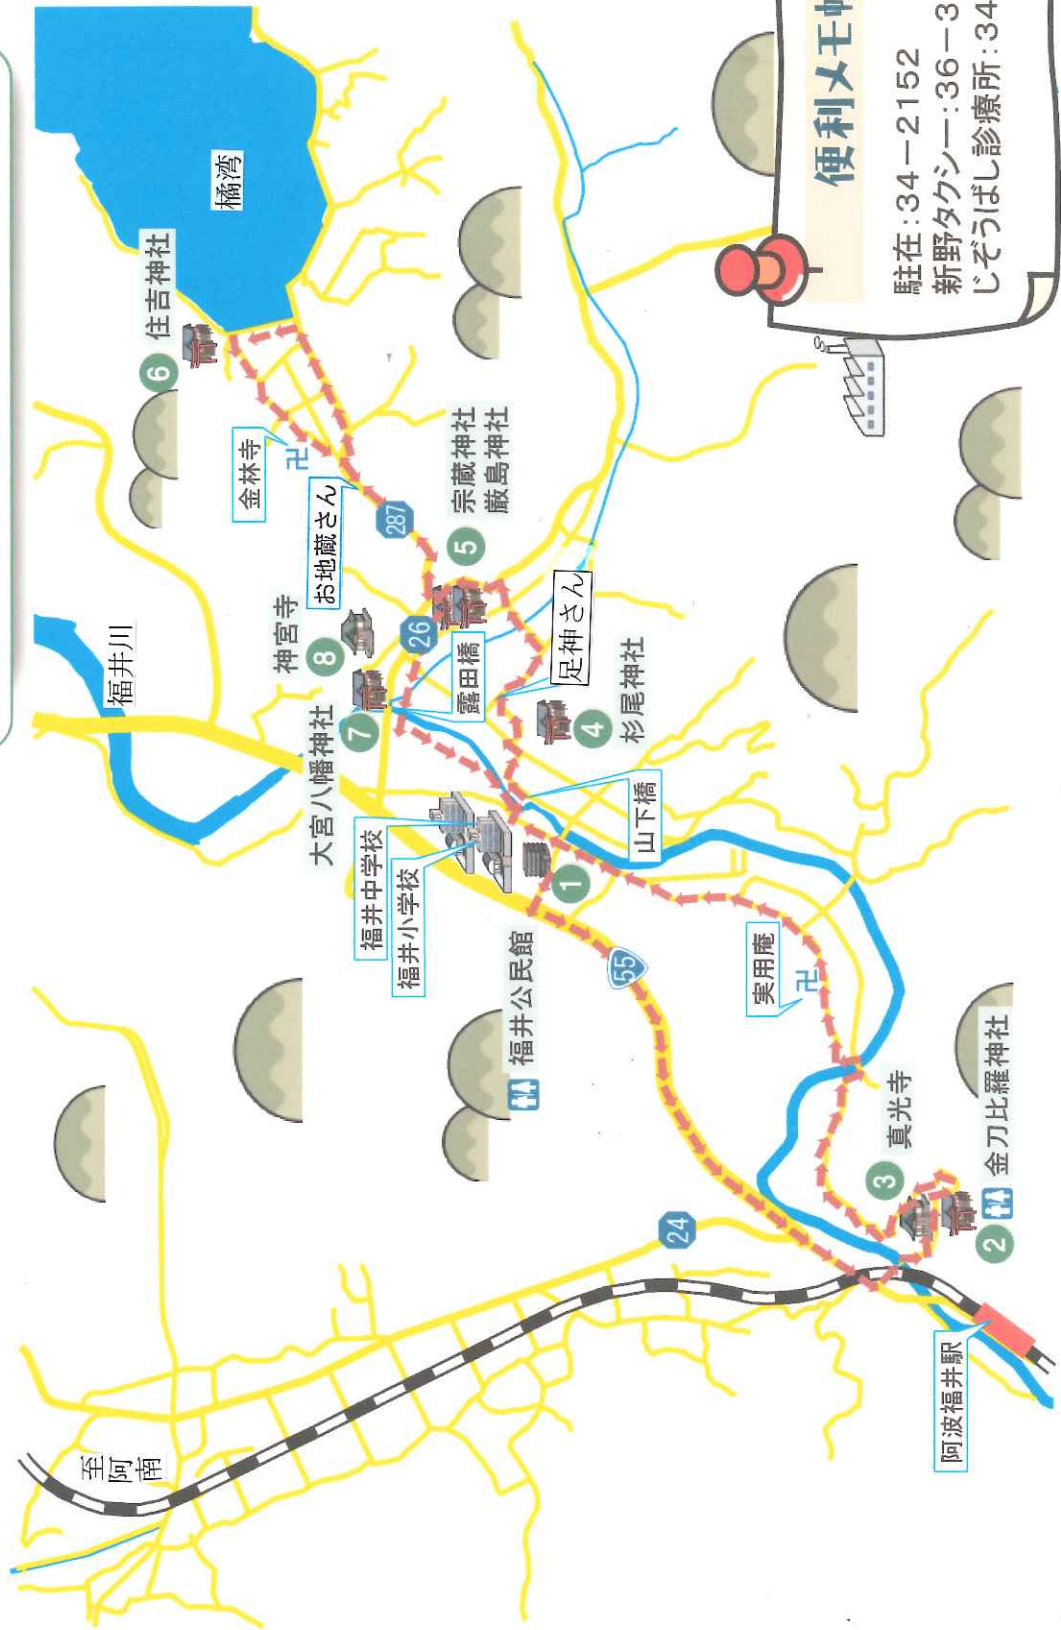 橘湾
6 住吉神社
金林寺
お地蔵さん
287
5 宗蔵神社
厳島神社
福井川
神宮寺
8
26
露田橋
足神さん
大宮八幡神社
7
4 杉尾神社
山下橋
福井中学校
福井小学校
1
福井公民館
55
実用庵
真光寺
3
金刀比羅神社
2
24
阿波福井駅
至阿南
便利メモ
駐在:34-2152
新野タクシー:36-3
じぞうばし診療所:34